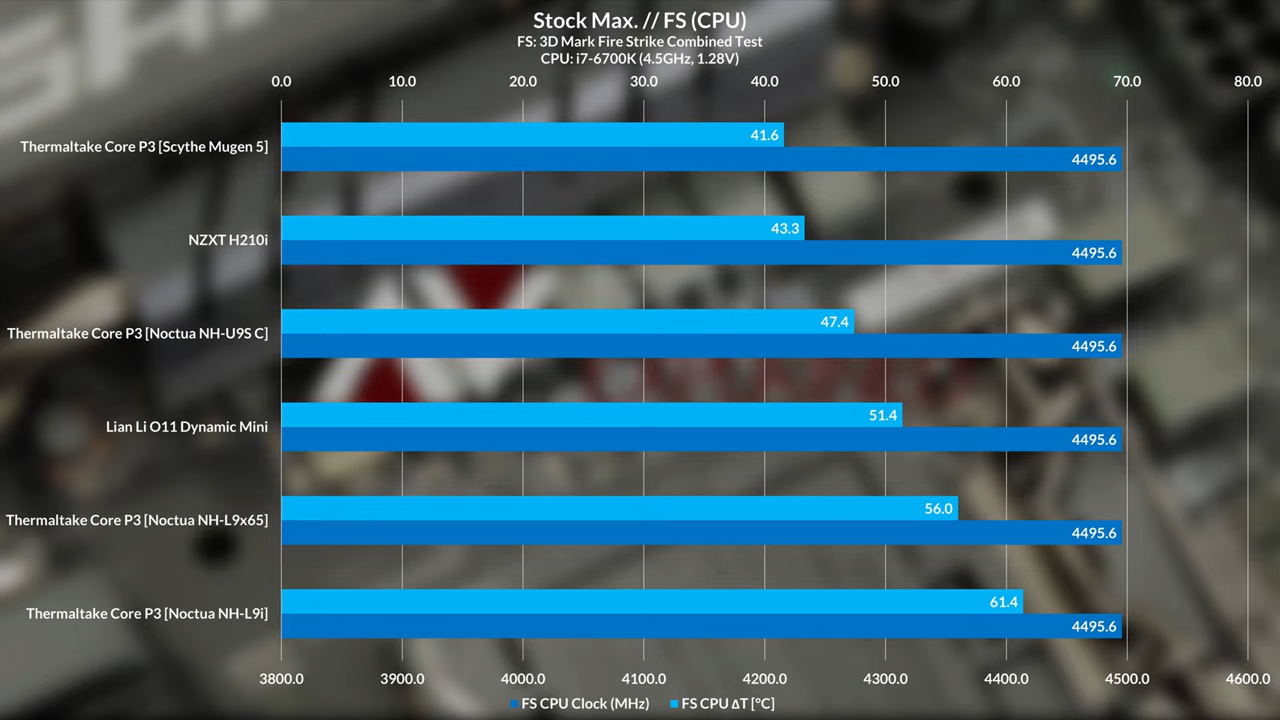 Stock Max. // FS (CPU)
FS: 3D Mark Fire Strike Combined Test
CPU: i7-6700K (4.5GHz, 1.28V)
0.0 10.0 20.0 30.0 40.0 50.0 60.0 70.0 80.0
Thermaltake Core P3 [Scythe Mugen 5]
41.6
4495.6
NZXT H210i
43.3
4495.6
Thermaltake Core P3 [Noctua NH-U9S C]
47.4
4495.6
Lian Li O11 Dynamic Mini
51.4
4495.6
Thermaltake Core P3 [Noctua NH-L9x65]
56.0
4495.6
Thermaltake Core P3 [Noctua NH-L9i]
61.4
4495.6
3800.0 3900.0 4000.0 4100.0 4200.0 4300.0 4400.0 4500.0 4600.0
FS CPU Clock (MHz) FS CPU ΔT [°C]